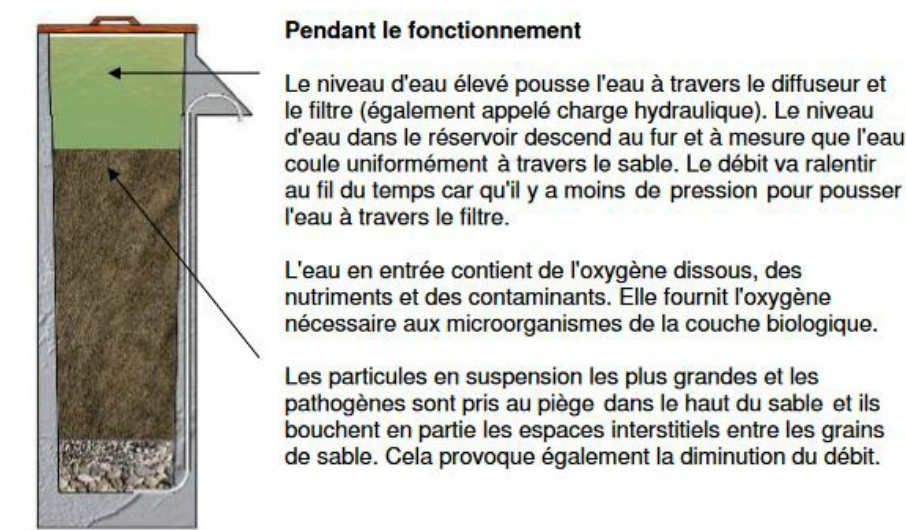 Pendant le fonctionnement
Le niveau d'eau élevé pousse l'eau à travers le diffuseur et
le filtre (également appelé charge hydraulique). Le niveau
d'eau dans le réservoir descend au fur et à mesure que l'eau
coule uniformément à travers le sable. Le débit va ralentir
au fil du temps car qu'il y a moins de pression pour pousser
l'eau à travers le filtre.
L'eau en entrée contient de l'oxygène dissous, des
nutriments et des contaminants. Elle fournit l'oxygène
nécessaire aux microorganismes de la couche biologique.
Les particules en suspension les plus grandes et les
pathogènes sont pris au piège dans le haut du sable et ils
bouchent en partie les espaces interstitiels entre les grains
de sable. Cela provoque également la diminution du débit.